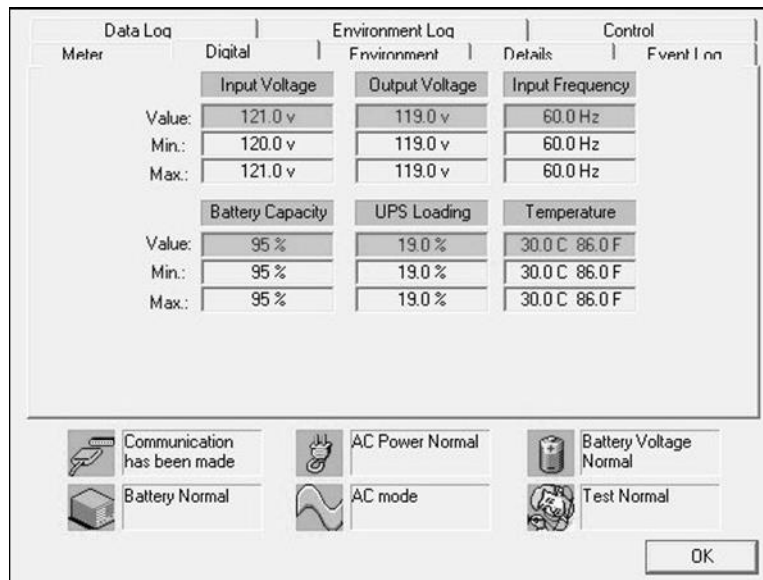 Data Log Environment Log Control
Meter Digital Environment Details Event Log
Input Voltage Output Voltage Input Frequency
Value: 121.0 v 119.0 v 60.0 Hz
Min.: 120.0 v 119.0 v 60.0 Hz
Max.: 121.0 v 119.0 v 60.0 Hz
Battery Capacity UPS Loading Temperature
Value: 95 % 19.0 % 30.0 C 86.0 F
Min.: 95 % 19.0 % 30.0 C 86.0 F
Max.: 95 % 19.0 % 30.0 C 86.0 F
Communication AC Power Normal Battery Voltage
has been made Normal
Battery Normal AC mode Test Normal
OK